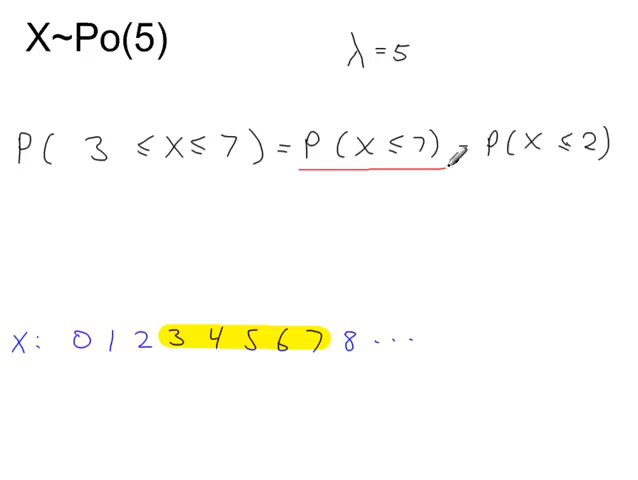 X~Po(5)
λ = 5
P( 3 ≤ X ≤ 7 ) = P ( X ≤ 7) - P( X ≤ 2)
X: 0 1 2 3 4 5 6 7 8 ...